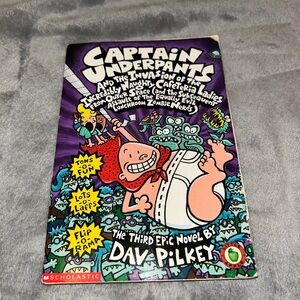 CAPTAIN
UNDERPANTS
AND THE INVASION OF THE
INCREDIBLY NAUGHTY CAFETERIA LADIES
FROM OUTER SPACE (and the SUBSEQUENT
ASSAULT OF THE EQUALLY EVIL
LUNCHROOM ZOMBIE NERDS)
TONS
-O-
FUN
LOTS
-O-
LAFFS
FLIP
-O-
RAMA
THE THIRD EPIC NOVEL BY
DAV PILKEY
SCHOLASTIC